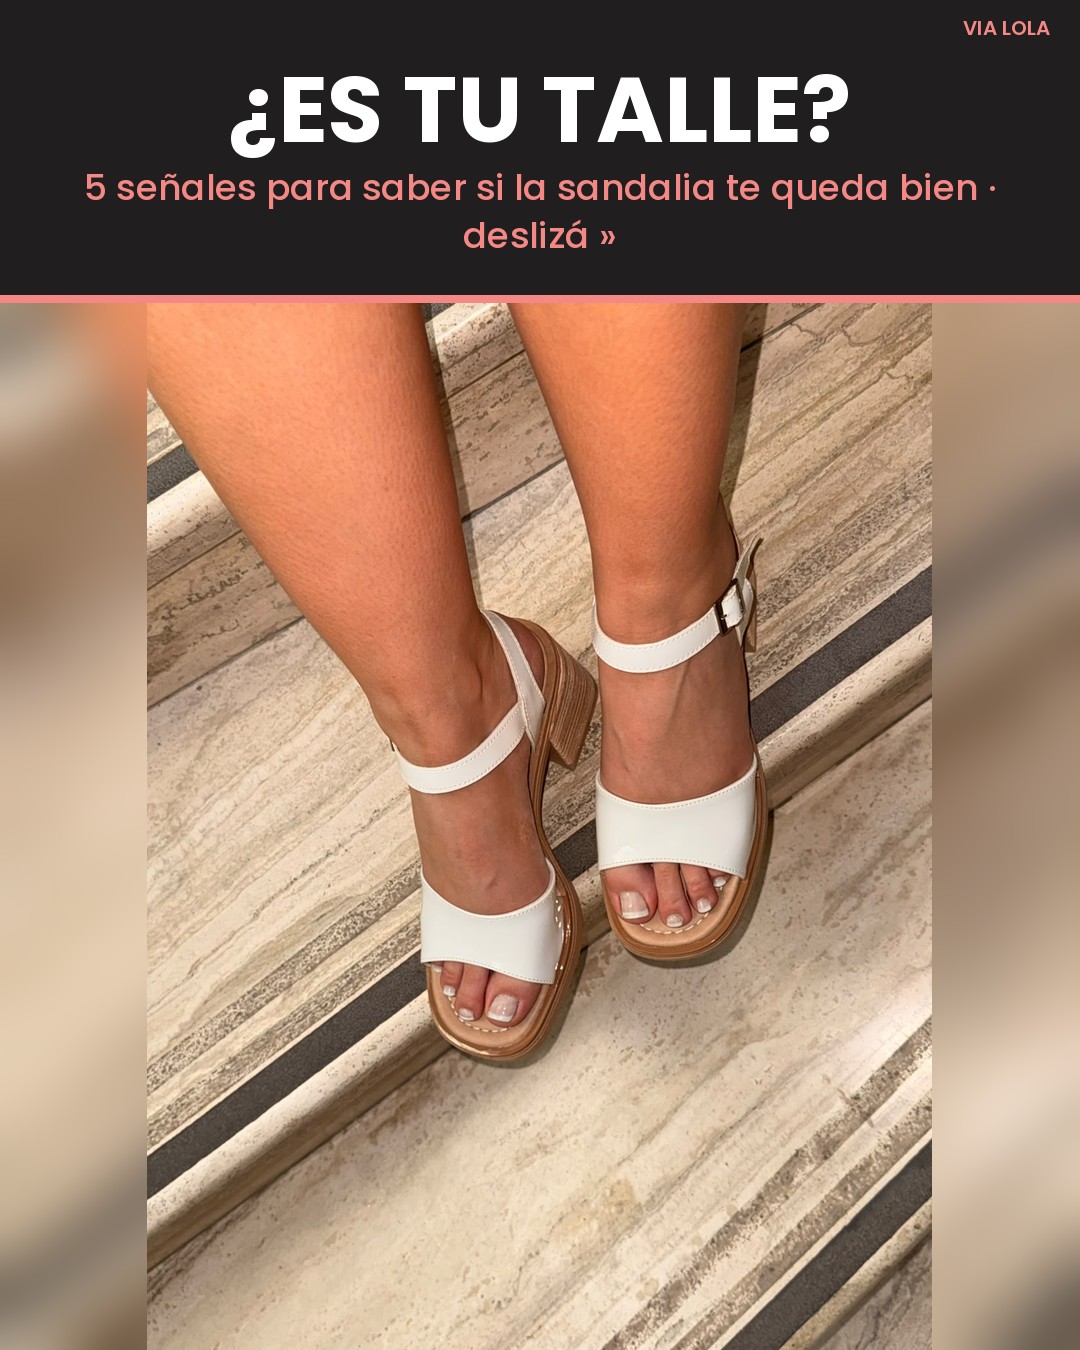 VIA LOLA
¿ES TU TALLE?
5 señales para saber si la sandalia te queda bien ·
deslizá »